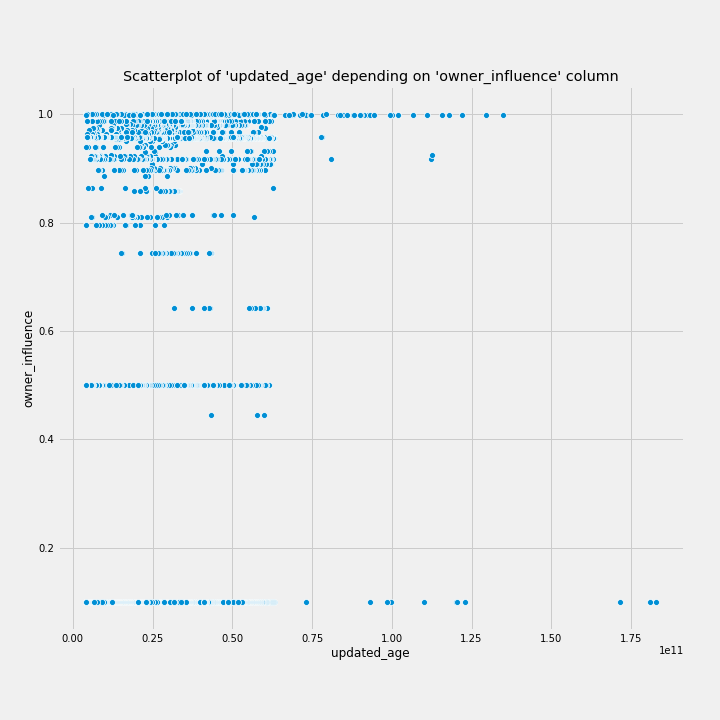 Scatterplot of 'updated_age' depending on 'owner_influence' column
1.0
0.8
0.6
0.4
0.2
owner_influence
0.00 0.25 0.50 0.75 1.00 1.25 1.50 1.75
1e11
updated_age